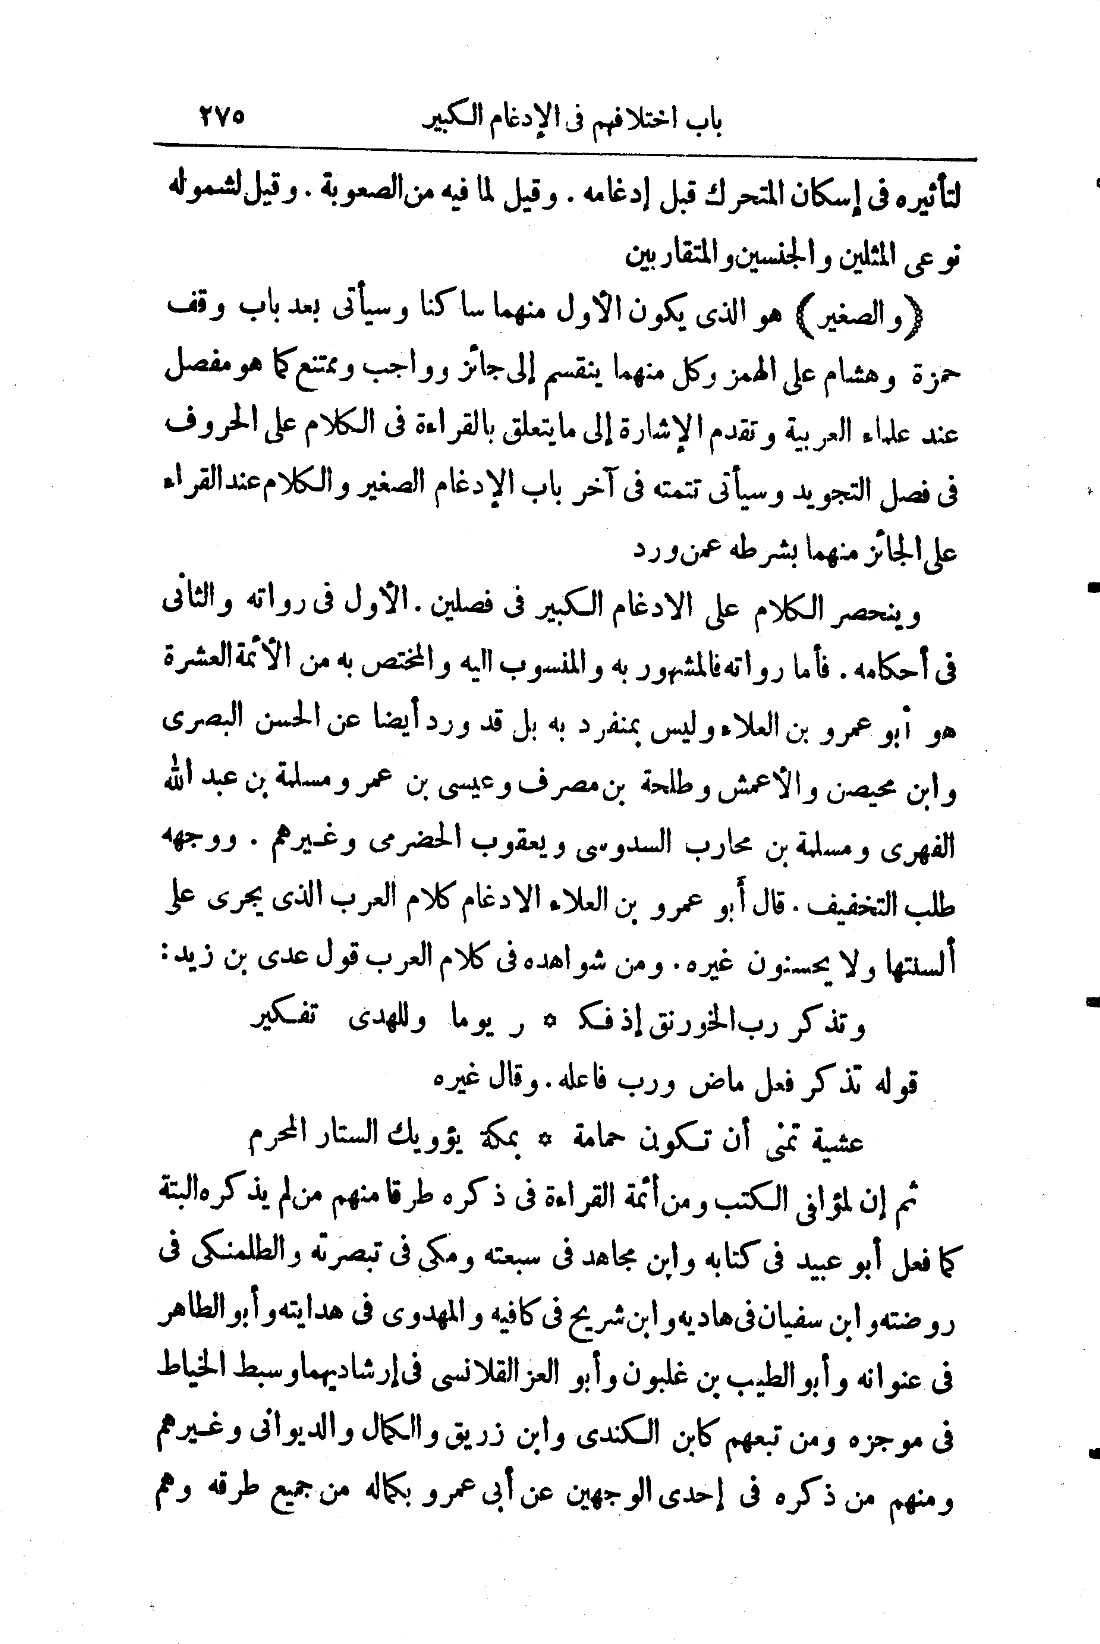 باب اختلافهم فى الإدغام الكبير ٢٧٥
لتأثيره فى إسكان المتحرك قبل إدغامه . وقيل لما فيه من الصعوبة . وقيل لشموله
نوعى المثلين والجنسين والمتقاربين
﴿ والصغير ﴾ هو الذى يكون الأول منهما ساكنا وسيأتى بعد باب وقف
حمزة وهشام على الهمز وكل منهما ينقسم إلى جائز وواجب وممتنع كما هو مفصل
عند علماء العربية وتقدم الإشارة إلى ما يتعلق بالقراءة فى الكلام على الحروف
فى فصل التجويد وسيأتى تتمته فى آخر باب الإدغام الصغير والكلام عند القراء
على الجائز منهما بشرطه عمن ورد
وينحصر الكلام على الادغام الكبير فى فصلين . الأول فى رواته والثانى
فى أحكامه . فأما رواته فالمشهور به والمنسوب اليه والمختص به من الأئمة العشرة
هو أبو عمرو بن العلاء وليس بمنفرد به بل قد ورد أيضا عن الحسن البصرى
وابن محيصن والأعمش وطلحة بن مصرف وعيسى بن عمر ومسلمة بن عبد الله
الفهرى ومسلمة بن محارب السدوسى ويعقوب الحضرمى وغيرهم . ووجهه
طلب التخفيف . قال أبو عمرو بن العلاء الادغام كلام العرب الذى يجرى على
ألسنتها ولا يحسنون غيره . ومن شواهده فى كلام العرب قول عدى بن زيد :
وتذكر رب الخورنق إذ فكـ * ـر يوما وللهدى تفكير
قوله تذكر فعل ماض ورب فاعله . وقال غيره
عشية تمنى أن تكون حمامة * بمكة يؤويك الستار المحرم
ثم إن لمؤلفى الكتب ومن أئمة القراءة فى ذكره طرقا منهم من لم يذكره البتة
كما فعل أبو عبيد فى كتابه وابن مجاهد فى سبعته ومكى فى تبصرته والطلمنكى فى
روضته وابن سفيان فى هاديه وابن شريح فى كافيه والمهدوى فى هدايته وأبو الطاهر
فى عنوانه وأبو الطيب بن غلبون وأبو العز القلانسى فى إرشاديهما وسبط الخياط
فى موجزه ومن تبعهم كابن الكندى وابن زريق والكمال والديوانى وغيرهم
ومنهم من ذكره فى إحدى الوجهين عن أبى عمرو بكماله من جميع طرقه وهم